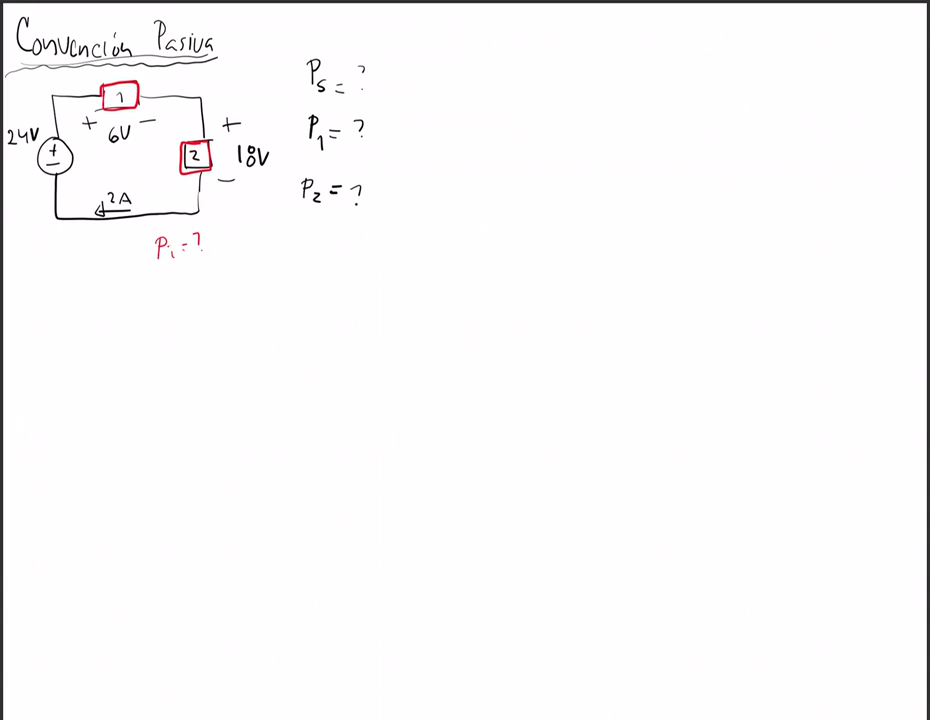 Convención Pasiva
Ps = ?
1
24V
+ 6V -
+
-
2
+ 18V -
P1 = ?
2A
P2 = ?
Pi = ?